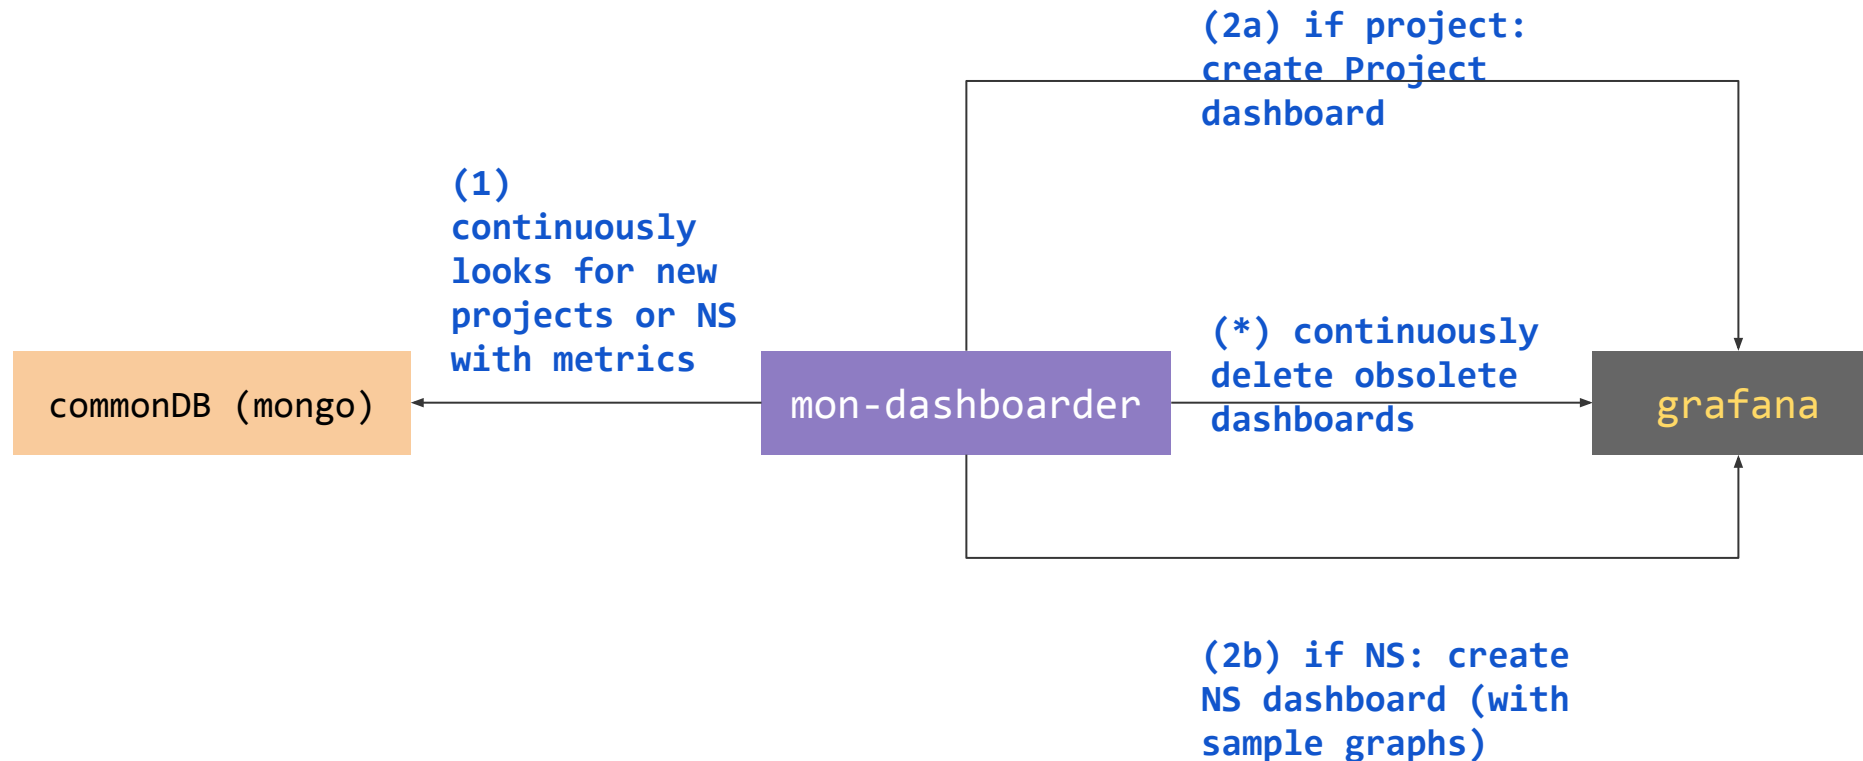 (2a) if project:
create Project
dashboard
(1)
continuously
looks for new
projects or NS
with metrics
(*) continuously
delete obsolete
dashboards
commonDB (mongo)
mon-dashboarder
grafana
(2b) if NS: create
NS dashboard (with
sample graphs)